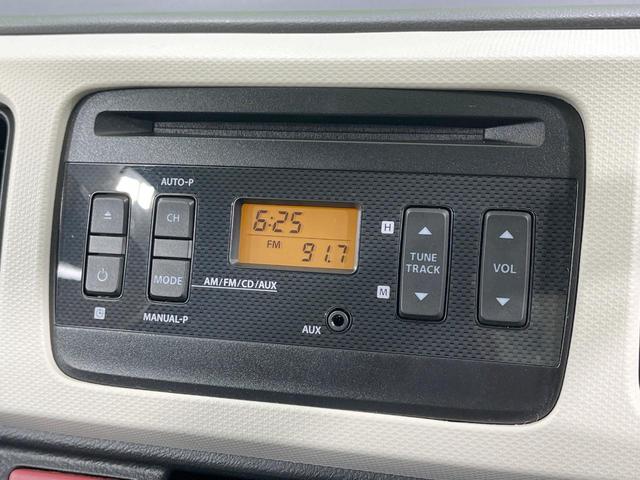 AUTO-P
CH
MODE
MANUAL-P
6:25
FM 91.7
AM/FM/CD/AUX
AUX
H
M
TUNE
TRACK
VOL